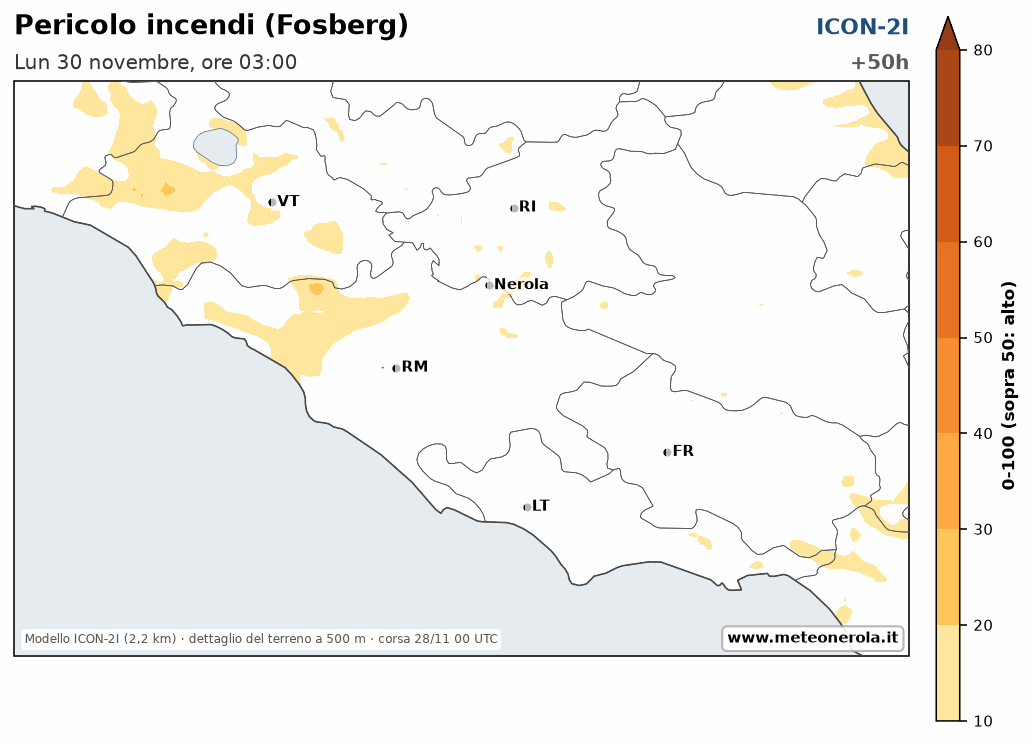 Pericolo incendi (Fosberg)
ICON-2I
Lun 30 novembre, ore 03:00
+50h
VT
RI
Nerola
RM
FR
LT
80
70
60
50
40
30
20
10
0-100 (sopra 50: alto)
Modello ICON-2I (2,2 km) · dettaglio del terreno a 500 m · corsa 28/11 00 UTC
www.meteonerola.it